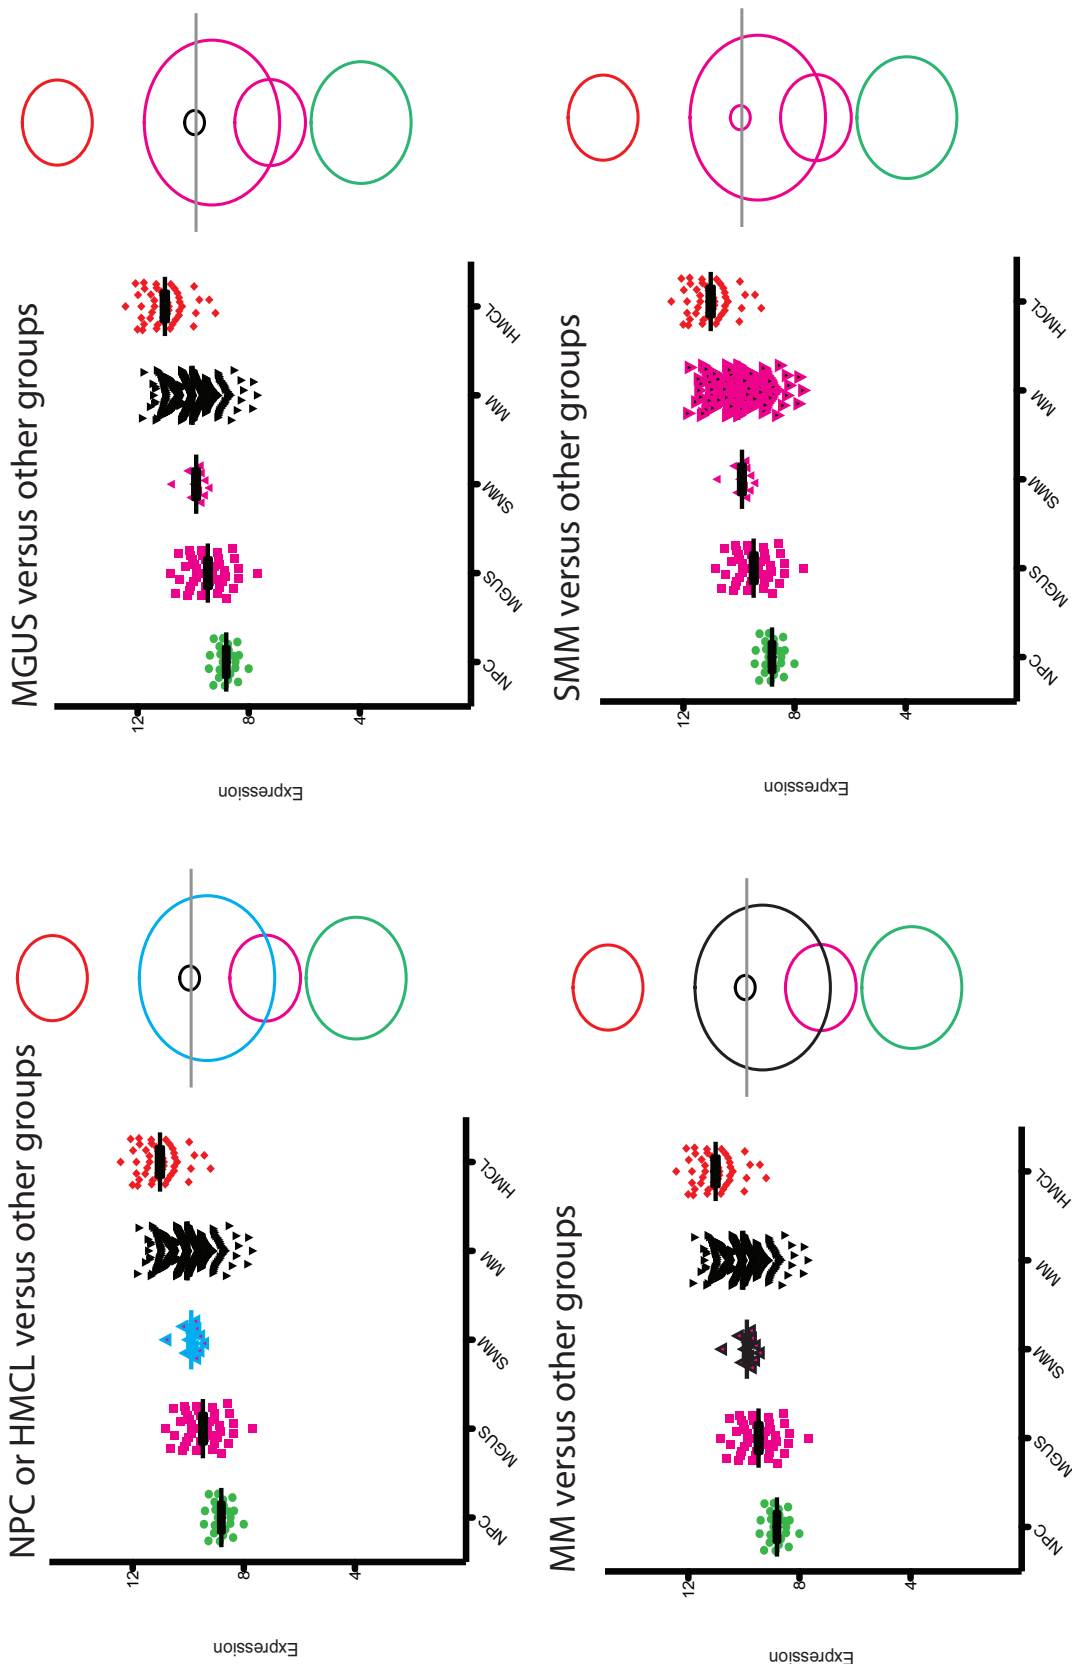 NPC or HMCL versus other groups
Expression
12
8
4
NPC
MGUS
SMM
MM
HMCL
MGUS versus other groups
Expression
12
8
4
NPC
MGUS
SMM
MM
HMCL
MM versus other groups
Expression
12
8
4
NPC
MGUS
SMM
MM
HMCL
SMM versus other groups
Expression
12
8
4
NPC
MGUS
SMM
MM
HMCL